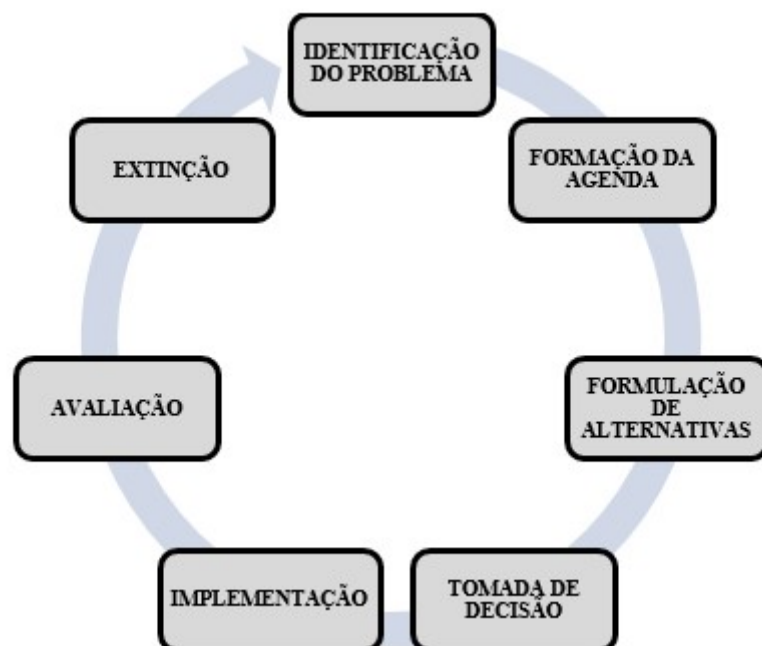 IDENTIFICAÇÃO
DO PROBLEMA
FORMAÇÃO DA
AGENDA
FORMULAÇÃO
DE
ALTERNATIVAS
TOMADA DE
DECISÃO
IMPLEMENTAÇÃO
AVALIAÇÃO
EXTINÇÃO